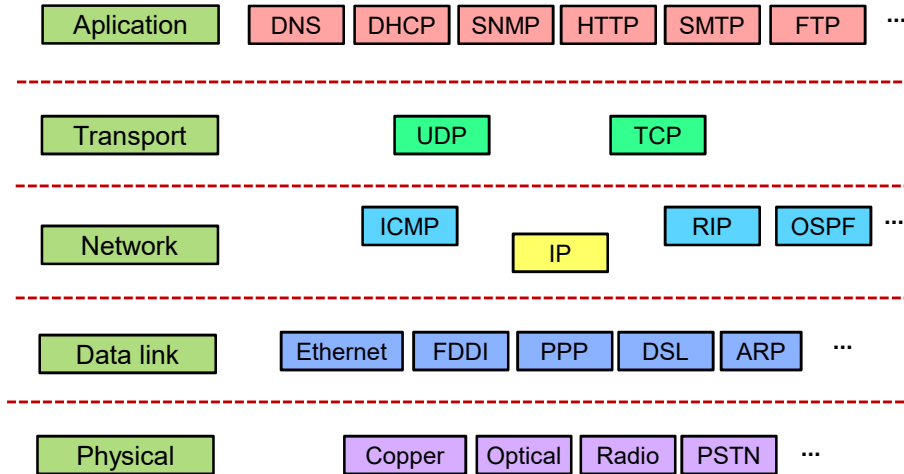 Aplication DNS DHCP SNMP HTTP SMTP FTP ...
Transport UDP TCP
Network ICMP IP RIP OSPF ...
Data link Ethernet FDDI PPP DSL ARP ...
Physical Copper Optical Radio PSTN ...